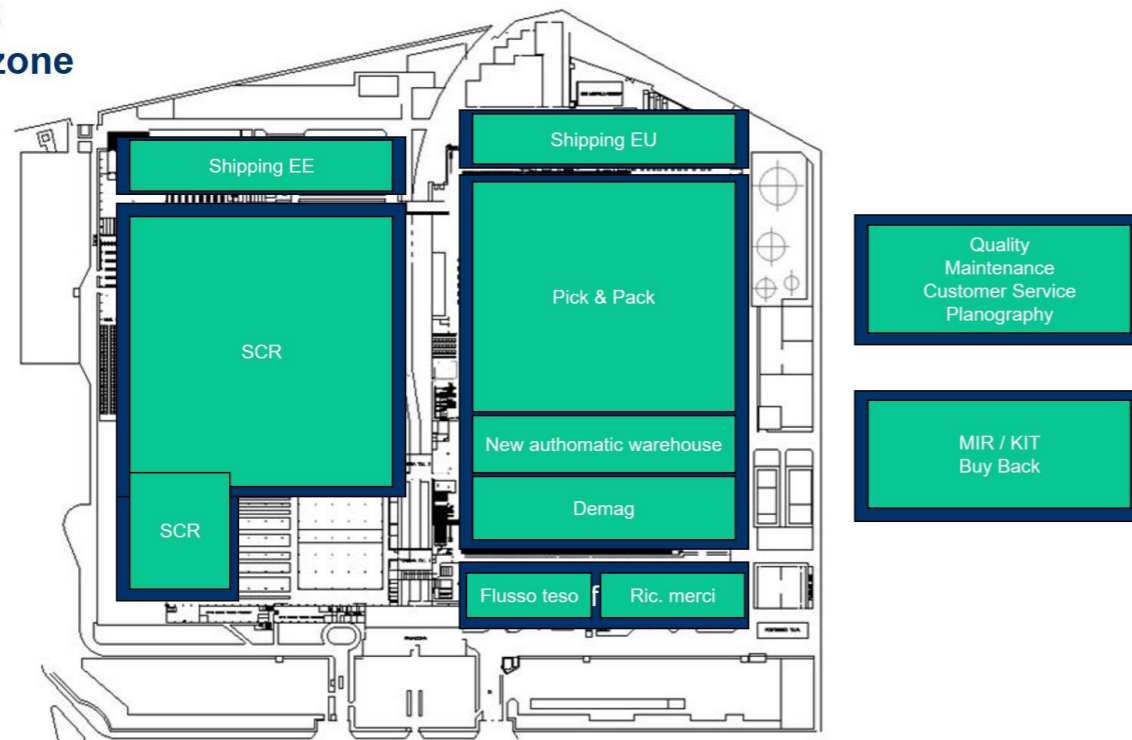 zone
Shipping EE
Shipping EU
SCR
Pick & Pack
New authomatic warehouse
Demag
SCR
Flusso teso
f
Ric. merci
Quality
Maintenance
Customer Service
Planography
MIR / KIT
Buy Back